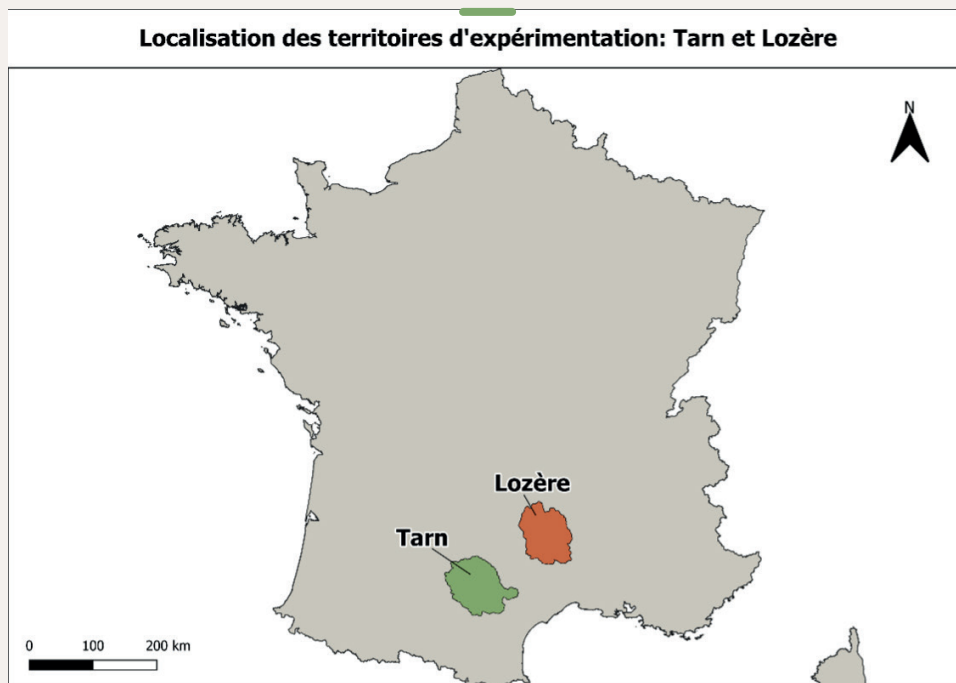 Localisation des territoires d'expérimentation: Tarn et Lozère
N
Lozère
Tarn
0 100 200 km